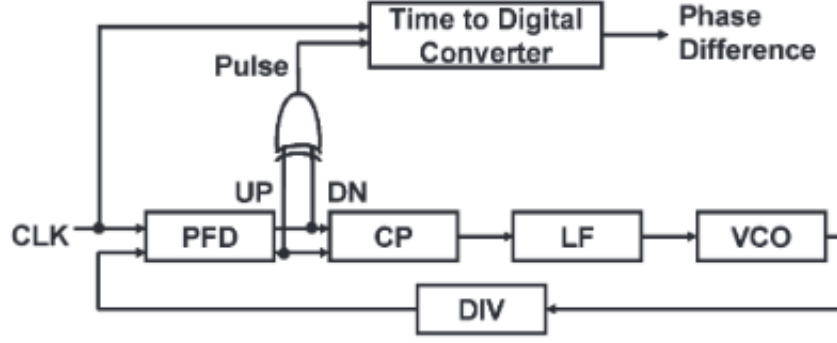 Time to Digital
Converter
Phase
Difference
Pulse
UP
DN
CLK
PFD
CP
LF
VCO
DIV